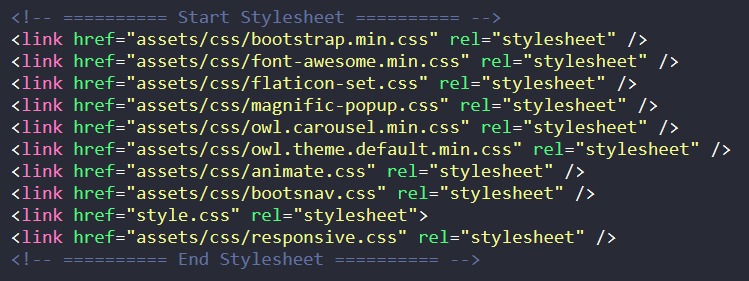 <!-- ========== Start Stylesheet ========== -->
<link href="assets/css/bootstrap.min.css" rel="stylesheet" />
<link href="assets/css/font-awesome.min.css" rel="stylesheet" />
<link href="assets/css/flaticon-set.css" rel="stylesheet" />
<link href="assets/css/magnific-popup.css" rel="stylesheet" />
<link href="assets/css/owl.carousel.min.css" rel="stylesheet" />
<link href="assets/css/owl.theme.default.min.css" rel="stylesheet" />
<link href="assets/css/animate.css" rel="stylesheet" />
<link href="assets/css/bootsnav.css" rel="stylesheet" />
<link href="style.css" rel="stylesheet">
<link href="assets/css/responsive.css" rel="stylesheet" />
<!-- ========== End Stylesheet ========== -->